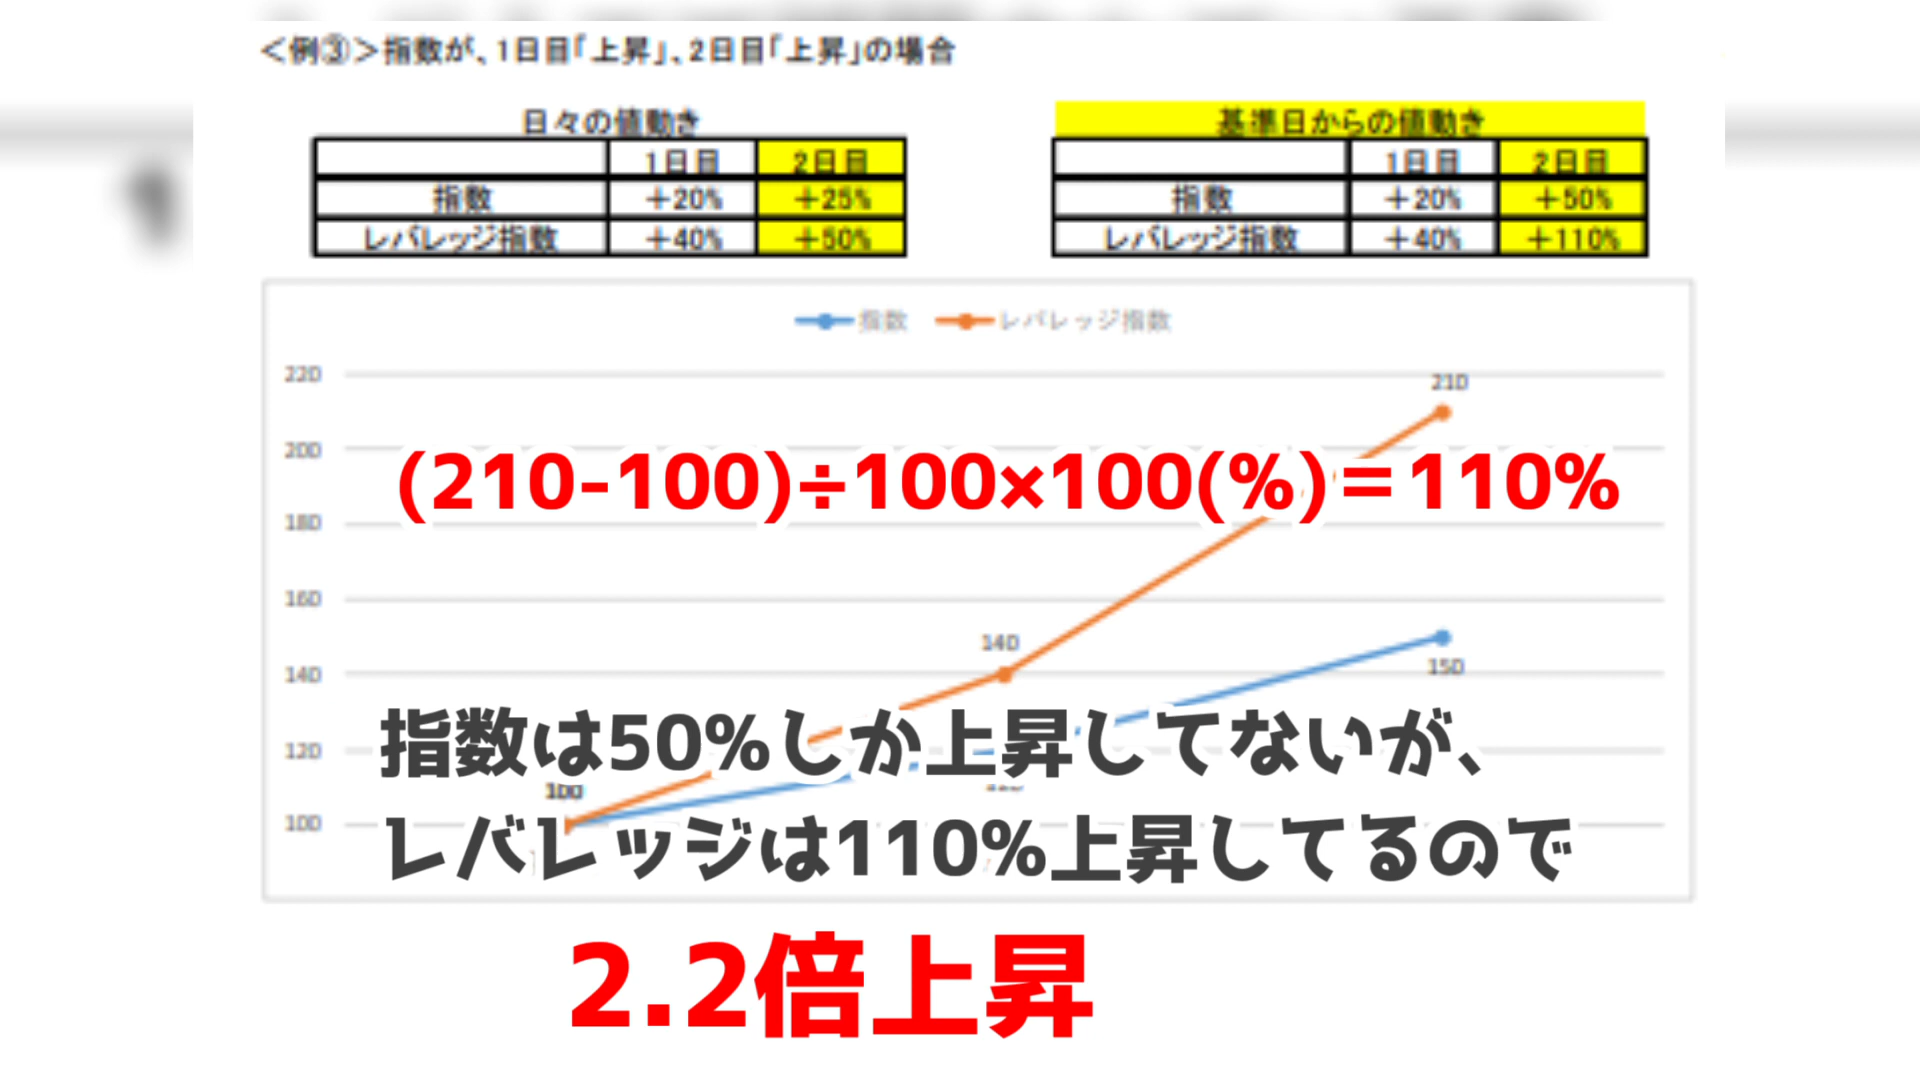 ＜例③＞指数が、1日目「上昇」、2日目「上昇」の場合
日々の値動き
1日目 2日目
指数 ＋20% ＋25%
レバレッジ指数 ＋40% ＋50%
基準日からの値動き
1日目 2日目
指数 ＋20% ＋50%
レバレッジ指数 ＋40% ＋110%
指数 レバレッジ指数
220
210
200
(210-100)÷100×100(%)＝110%
180
160
140
140
150
指数は50%しか上昇してないが、
120
100
100
レバレッジは110%上昇してるので
2.2倍上昇